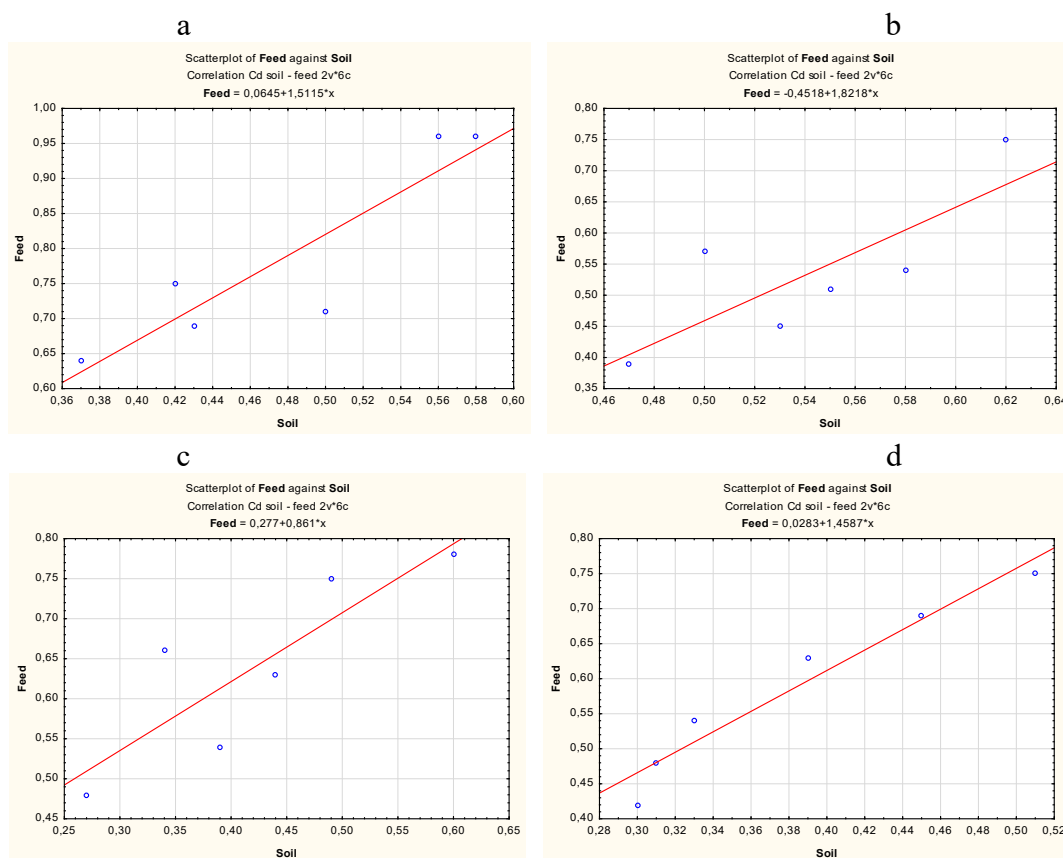 a
Scatterplot of Feed against Soil
Correlation Cd soil - feed 2v*6c
Feed = 0,0645+1,5115*x
1,00
0,95
0,90
0,85
0,80
0,75
0,70
0,65
0,60
Feed
0,36 0,38 0,40 0,42 0,44 0,46 0,48 0,50 0,52 0,54 0,56 0,58 0,60
Soil
b
Scatterplot of Feed against Soil
Correlation Cd soil - feed 2v*6c
Feed = -0,4518+1,8218*x
0,80
0,75
0,70
0,65
0,60
0,55
0,50
0,45
0,40
0,35
Feed
0,46 0,48 0,50 0,52 0,54 0,56 0,58 0,60 0,62 0,64
Soil
c
Scatterplot of Feed against Soil
Correlation Cd soil - feed 2v*6c
Feed = 0,277+0,861*x
0,80
0,75
0,70
0,65
0,60
0,55
0,50
0,45
Feed
0,25 0,30 0,35 0,40 0,45 0,50 0,55 0,60 0,65
Soil
d
Scatterplot of Feed against Soil
Correlation Cd soil - feed 2v*6c
Feed = 0,0283+1,4587*x
0,80
0,75
0,70
0,65
0,60
0,55
0,50
0,45
0,40
Feed
0,28 0,30 0,32 0,34 0,36 0,38 0,40 0,42 0,44 0,46 0,48 0,50 0,52
Soil